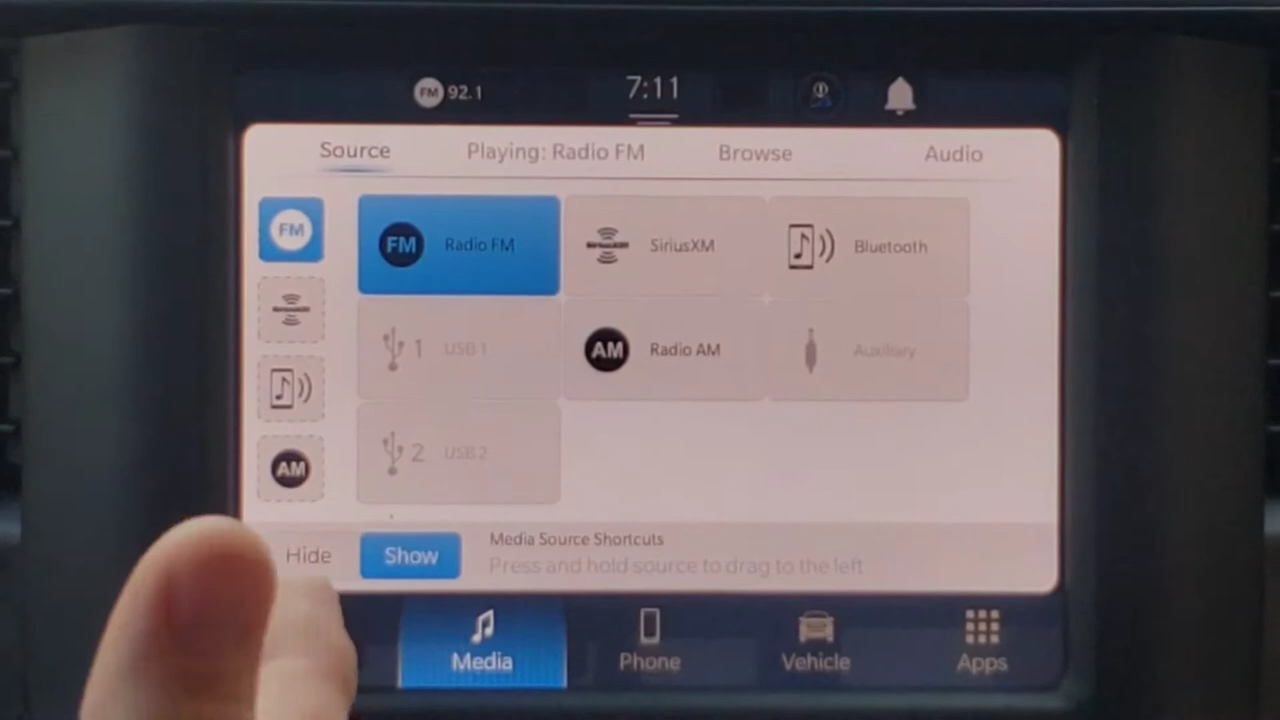 FM 92.1
7:11
Source Playing: Radio FM Browse Audio
FM
FM Radio FM
SiriusXM
SiriusXM
Bluetooth
SiriusXM
1 USB 1
AM Radio AM
Auxiliary
AM
2 USB 2
Hide Show
Media Source Shortcuts
Press and hold source to drag to the left
Media Phone Vehicle Apps